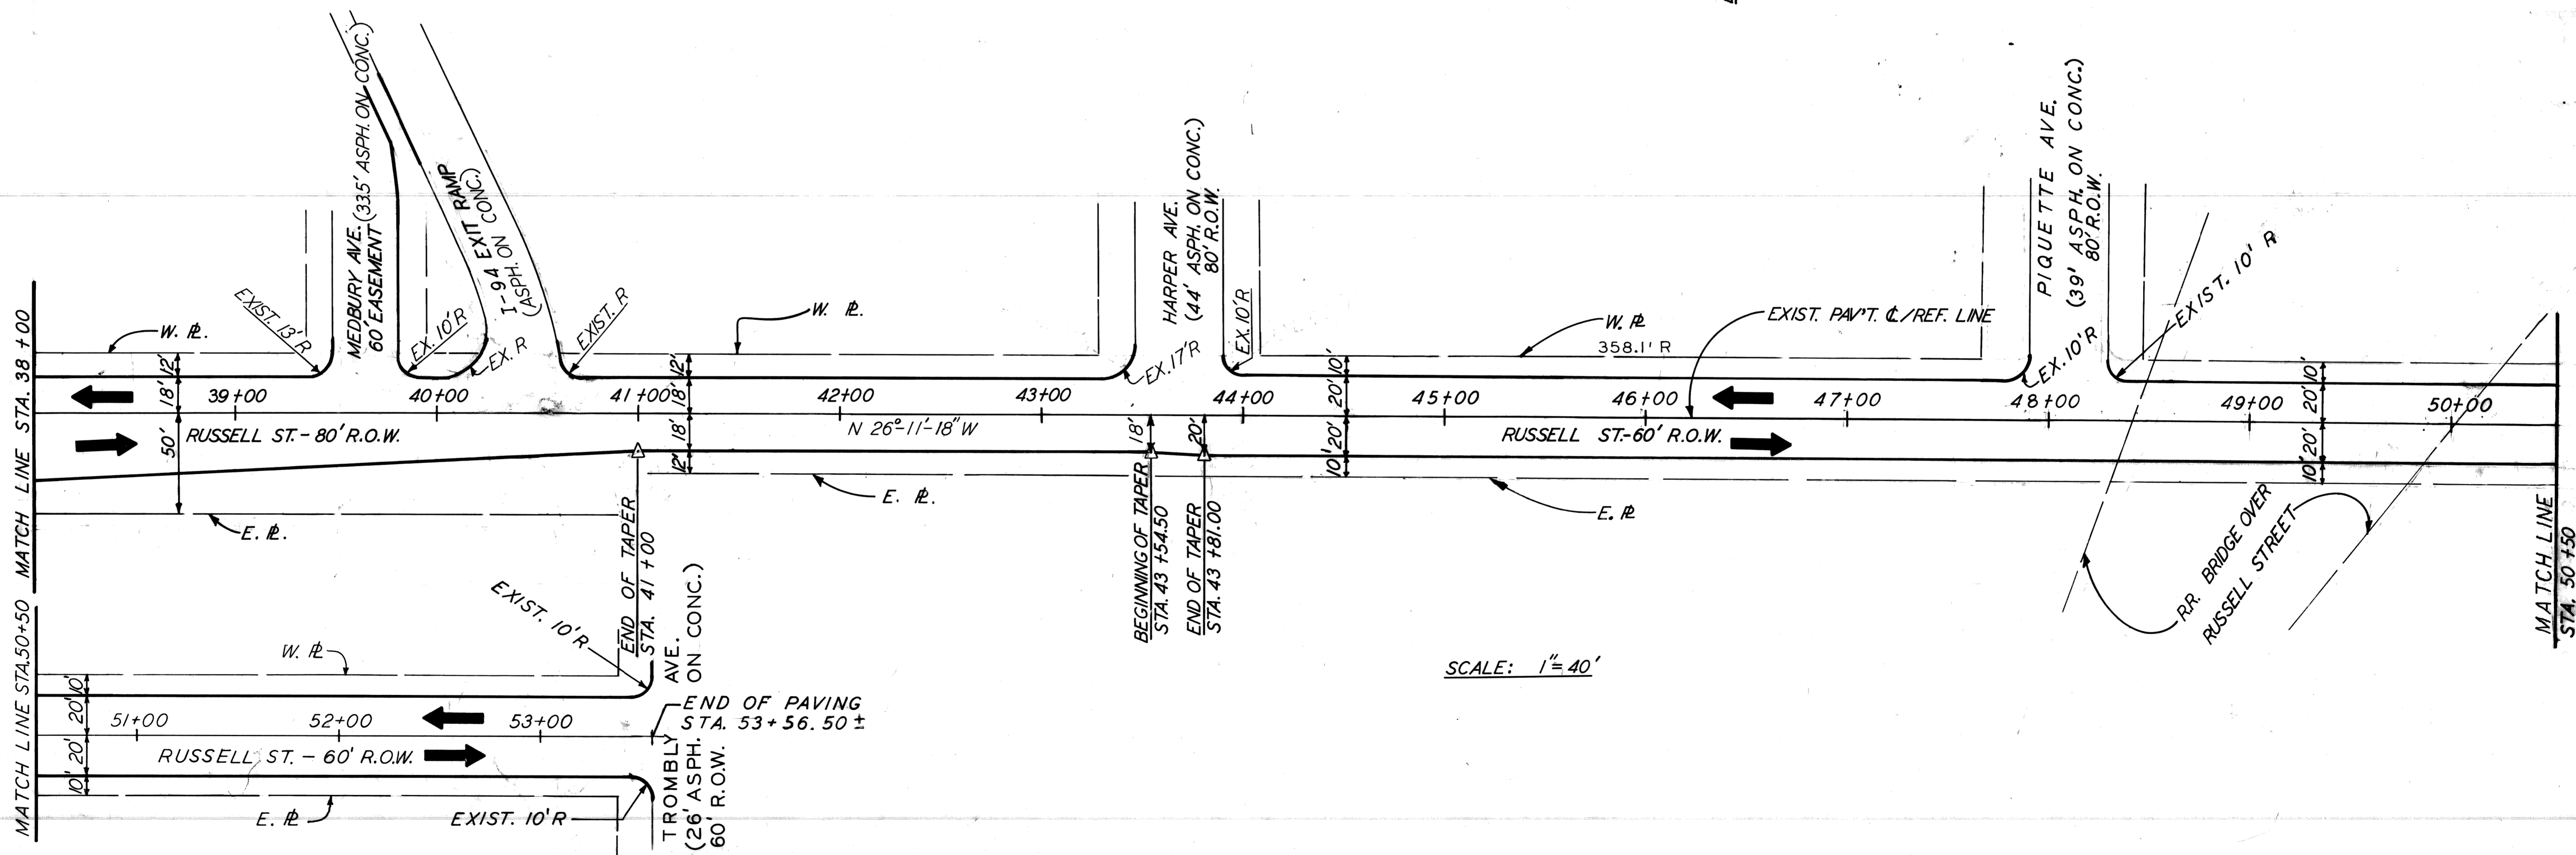 MATCH LINE STA. 38 + 00
W. ⅊.
EXIST. 13' R
MEDBURY AVE. (33.5' ASPH. ON CONC.)
60' EASEMENT
EX. 10' R
I-94 EXIT RAMP
(ASPH. ON CONC.)
EX. R
EXIST. R
W. ⅊.
HARPER AVE.
(44' ASPH. ON CONC.)
80' R.O.W.
EX. 17' R
EX. 10' R
W. ⅊
358.1' R
EXIST. PAV'T. ℄/REF. LINE
PIQUETTE AVE.
(39' ASPH. ON CONC.)
80' R.O.W.
EX. 10' R
EXIST. 10' R
12'
18'
50'
12'
18'
18'
12'
18'
20'
10'
20'
20'
10'
10'
20'
20'
10'
39+00
40+00
41+00
42+00
43+00
44+00
45+00
46+00
47+00
48+00
49+00
50+00
RUSSELL ST.-80' R.O.W.
N 26°-11'-18" W
RUSSELL ST.-60' R.O.W.
E. ⅊.
E. ⅊.
E. ⅊
END OF TAPER
STA. 41 +00
BEGINNING OF TAPER
STA. 43 +54.50
END OF TAPER
STA. 43 +81.00
R.R. BRIDGE OVER
RUSSELL STREET
MATCH LINE
STA. 50 +50
SCALE: 1"=40'
MATCH LINE STA.50+50
W. ⅊
EXIST. 10' R
10'
20'
20'
10'
51+00
52+00
53+00
RUSSELL ST. - 60' R.O.W.
E. ⅊
EXIST. 10' R
END OF PAVING
STA. 53+56.50 ±
TROMBLY AVE.
(26' ASPH. ON CONC.)
60' R.O.W.